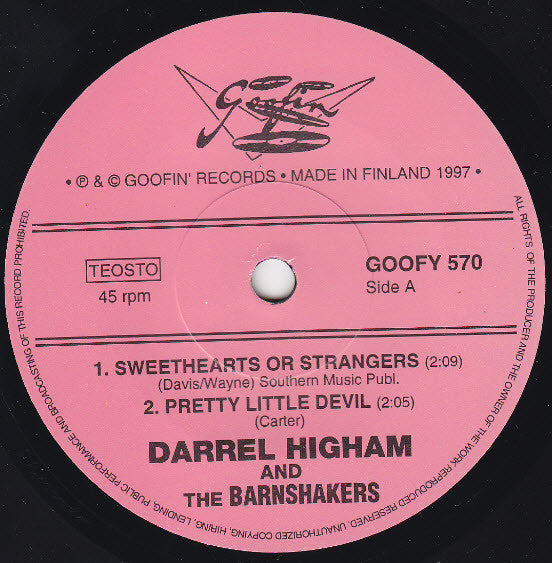 Goofin
• ℗ & © GOOFIN' RECORDS • MADE IN FINLAND 1997 •
TEOSTO
45 rpm
GOOFY 570
Side A
1. SWEETHEARTS OR STRANGERS (2:09)
(Davis/Wayne) Southern Music Publ.
2. PRETTY LITTLE DEVIL (2:05)
(Carter)
DARREL HIGHAM
AND
THE BARNSHAKERS
ALL RIGHTS OF THE PRODUCER AND THE OWNER OF THE WORK REPRODUCED RESERVED. UNAUTHORIZED COPYING, HIRING, LENDING, PUBLIC PERFORMANCE AND BROADCASTING OF THIS RECORD PROHIBITED.